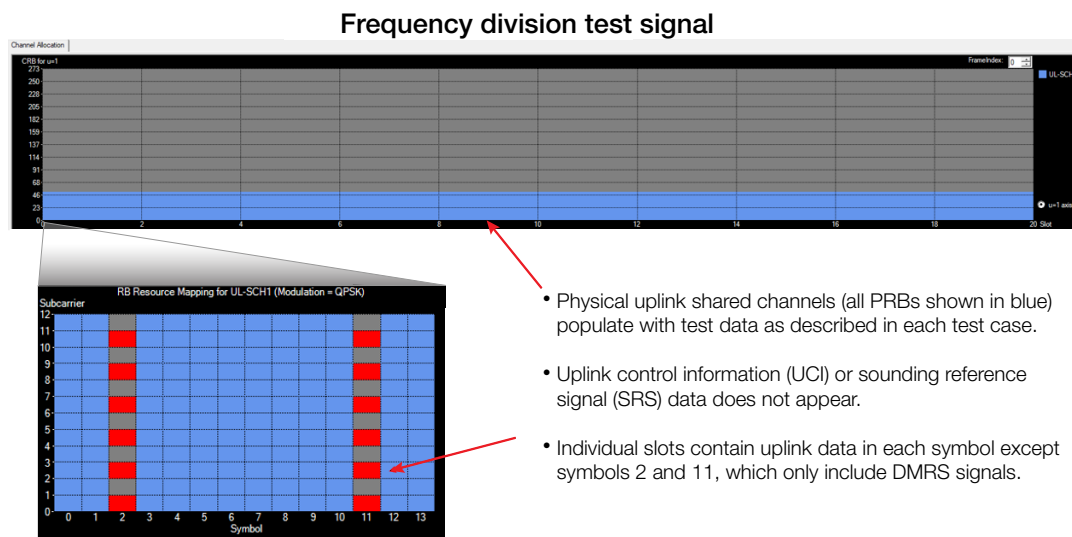 Frequency division test signal
Channel Allocation
CRB for u=1
FrameIndex: 0
273
250
228
205
182
159
137
114
91
68
46
23
0
UL-SCH
u=1 axis
0 2 4 6 8 10 12 14 16 18 20 Slot
RB Resource Mapping for UL-SCH1 (Modulation = QPSK)
Subcarrier
12
11
10
9
8
7
6
5
4
3
2
1
0
0 1 2 3 4 5 6 7 8 9 10 11 12 13
Symbol
• Physical uplink shared channels (all PRBs shown in blue)
populate with test data as described in each test case.
• Uplink control information (UCI) or sounding reference
signal (SRS) data does not appear.
• Individual slots contain uplink data in each symbol except
symbols 2 and 11, which only include DMRS signals.